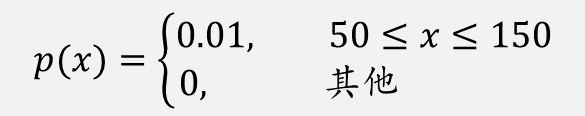 p(x) = {0.01, 50 ≤ x ≤ 150
0, 其他